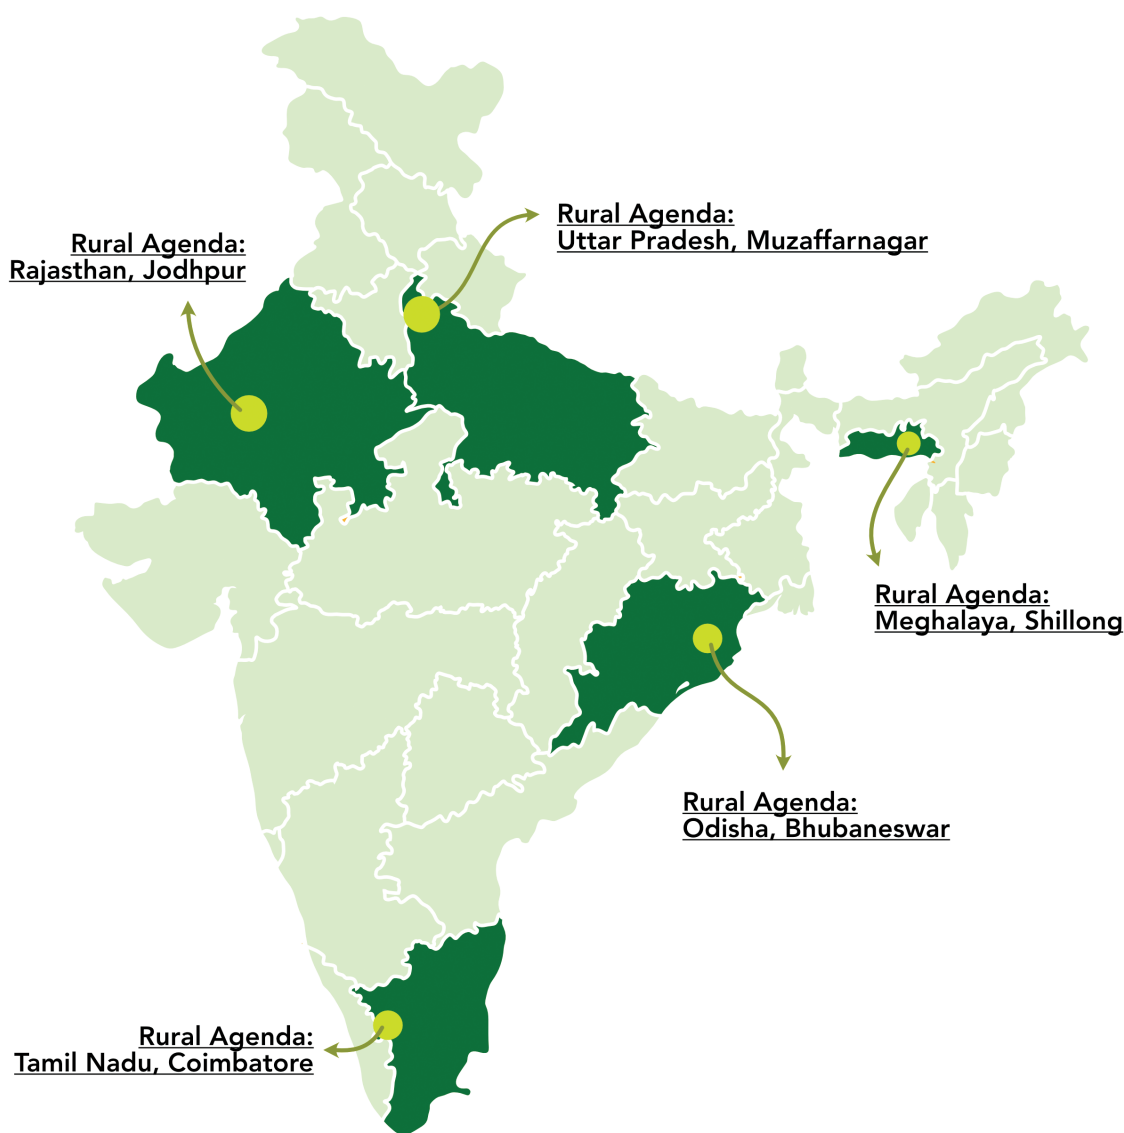 Rural Agenda:
Uttar Pradesh, Muzaffarnagar
Rural Agenda:
Rajasthan, Jodhpur
Rural Agenda:
Meghalaya, Shillong
Rural Agenda:
Odisha, Bhubaneswar
Rural Agenda:
Tamil Nadu, Coimbatore